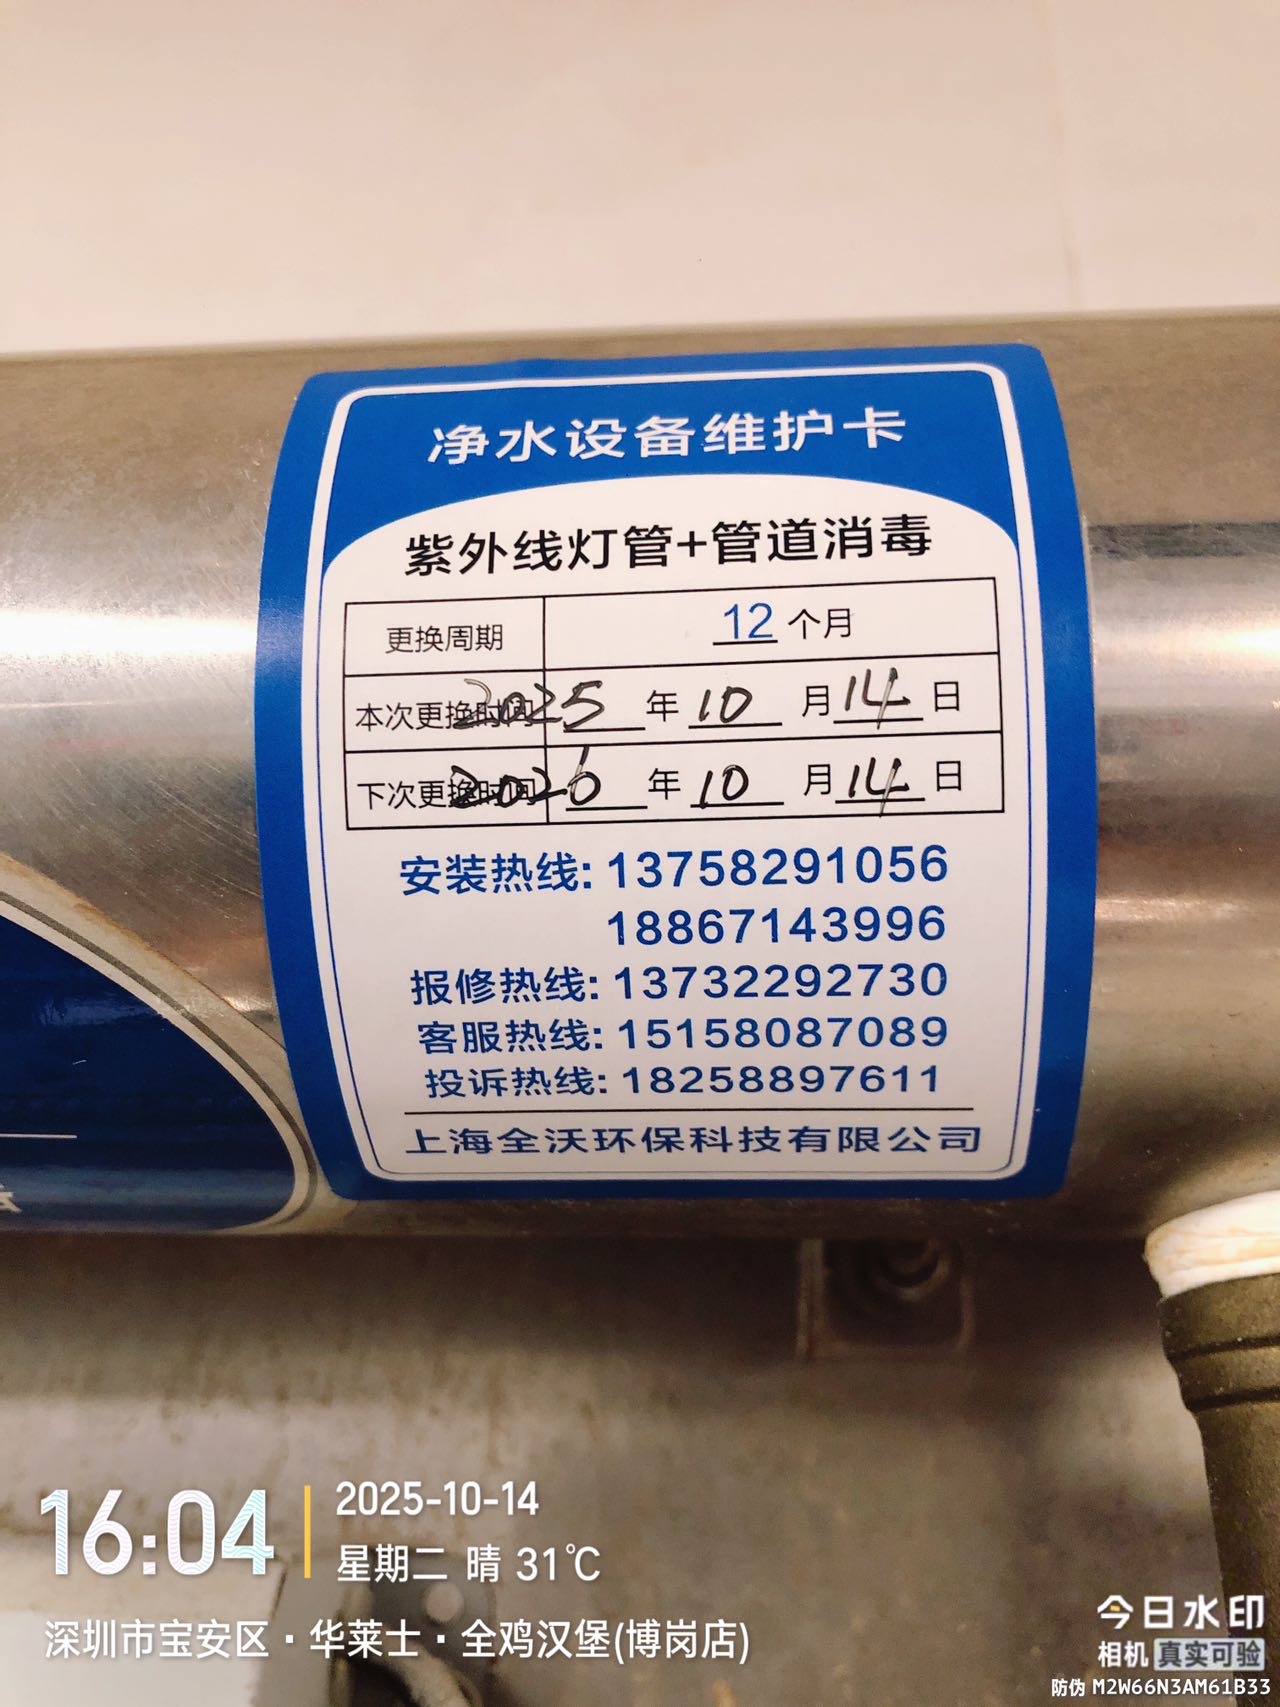 净水设备维护卡
紫外线灯管+管道消毒
更换周期 12 个月
本次更换时间 2025 年 10 月 14 日
下次更换时间 2026 年 10 月 14 日
安装热线: 13758291056
18867143996
报修热线: 13732292730
客服热线: 15158087089
投诉热线: 18258897611
上海全沃环保科技有限公司
16:04
2025-10-14
星期二 晴 31℃
深圳市宝安区·华莱士·全鸡汉堡(博岗店)
今日水印
相机 真实可验
防伪 M2W66N3AM61B33